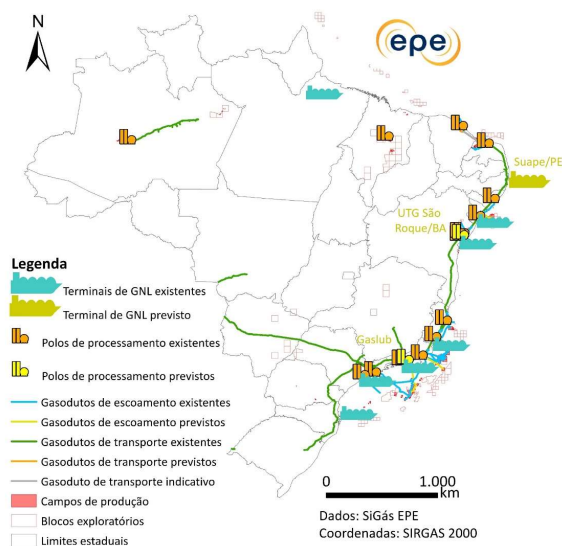 N
epe
Suape/PE
UTG São
Roque/BA
Gaslub
Legenda
Terminais de GNL existentes
Terminal de GNL previsto
Polos de processamento existentes
Polos de processamento previstos
Gasodutos de escoamento existentes
Gasodutos de escoamento previstos
Gasodutos de transporte existentes
Gasodutos de transporte previstos
Gasoduto de transporte indicativo
Campos de produção
Blocos exploratórios
Limites estaduais
0 1.000
km
Dados: SiGás EPE
Coordenadas: SIRGAS 2000